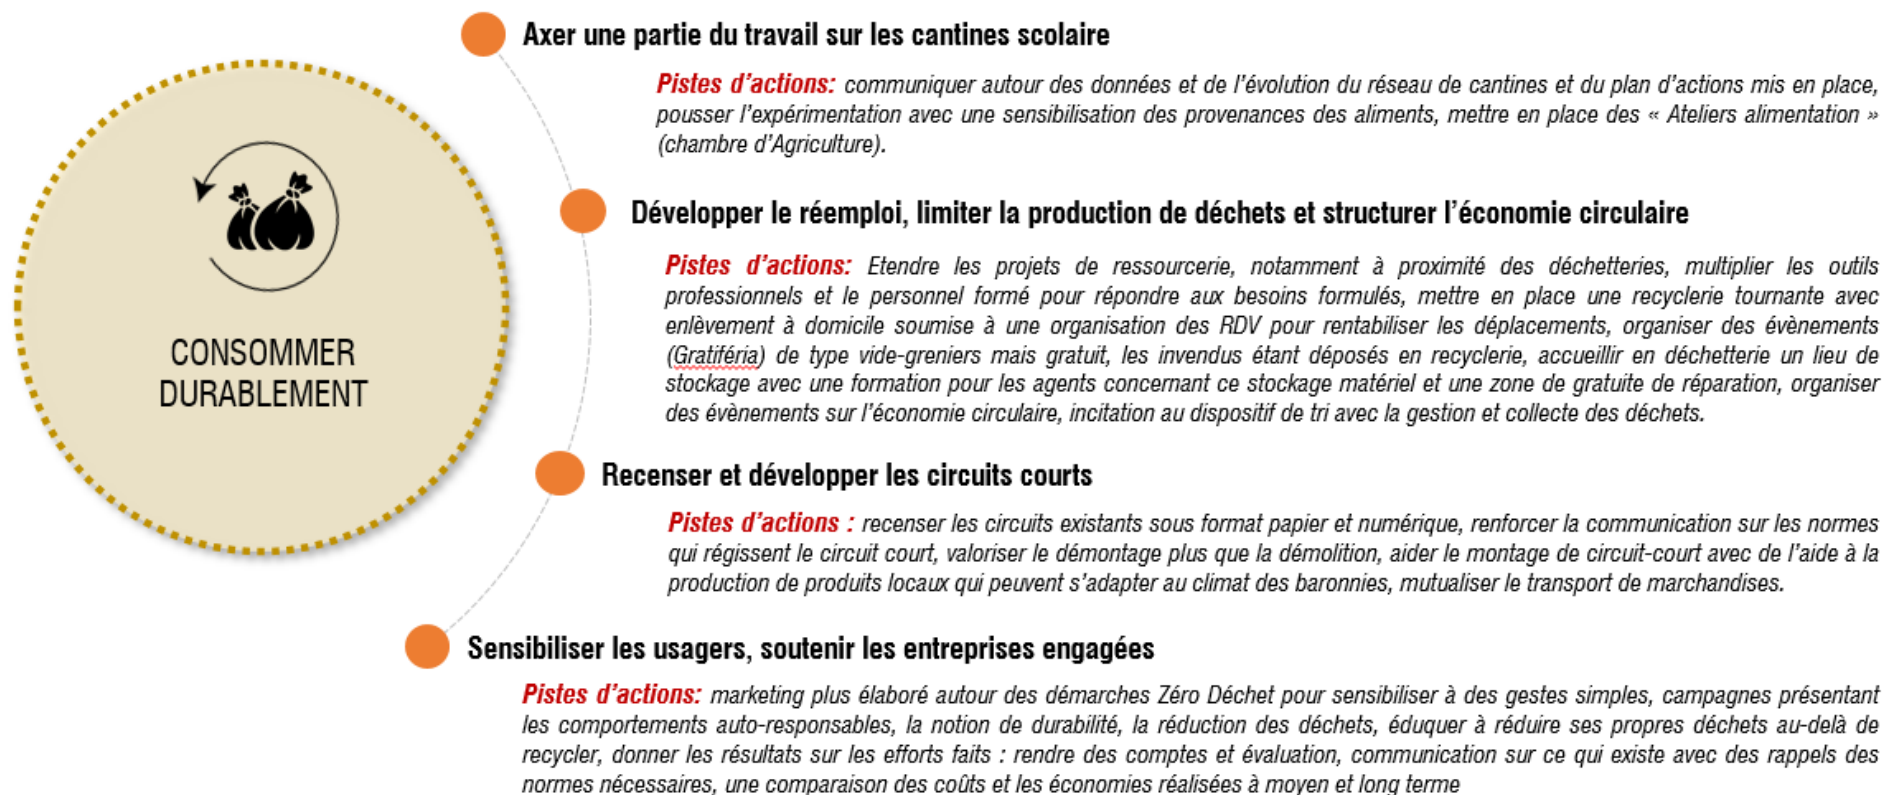 CONSOMMER
DURABLEMENT
Axer une partie du travail sur les cantines scolaire
Pistes d’actions: communiquer autour des données et de l’évolution du réseau de cantines et du plan d’actions mis en place,
pousser l’expérimentation avec une sensibilisation des provenances des aliments, mettre en place des « Ateliers alimentation »
(chambre d’Agriculture).
Développer le réemploi, limiter la production de déchets et structurer l’économie circulaire
Pistes d’actions: Etendre les projets de ressourcerie, notamment à proximité des déchetteries, multiplier les outils
professionnels et le personnel formé pour répondre aux besoins formulés, mettre en place une recyclerie tournante avec
enlèvement à domicile soumise à une organisation des RDV pour rentabiliser les déplacements, organiser des évènements
(Gratiféria) de type vide-greniers mais gratuit, les invendus étant déposés en recyclerie, accueillir en déchetterie un lieu de
stockage avec une formation pour les agents concernant ce stockage matériel et une zone de gratuite de réparation, organiser
des évènements sur l’économie circulaire, incitation au dispositif de tri avec la gestion et collecte des déchets.
Recenser et développer les circuits courts
Pistes d’actions : recenser les circuits existants sous format papier et numérique, renforcer la communication sur les normes
qui régissent le circuit court, valoriser le démontage plus que la démolition, aider le montage de circuit-court avec de l’aide à la
production de produits locaux qui peuvent s’adapter au climat des baronnies, mutualiser le transport de marchandises.
Sensibiliser les usagers, soutenir les entreprises engagées
Pistes d’actions: marketing plus élaboré autour des démarches Zéro Déchet pour sensibiliser à des gestes simples, campagnes présentant
les comportements auto-responsables, la notion de durabilité, la réduction des déchets, éduquer à réduire ses propres déchets au-delà de
recycler, donner les résultats sur les efforts faits : rendre des comptes et évaluation, communication sur ce qui existe avec des rappels des
normes nécessaires, une comparaison des coûts et les économies réalisées à moyen et long terme